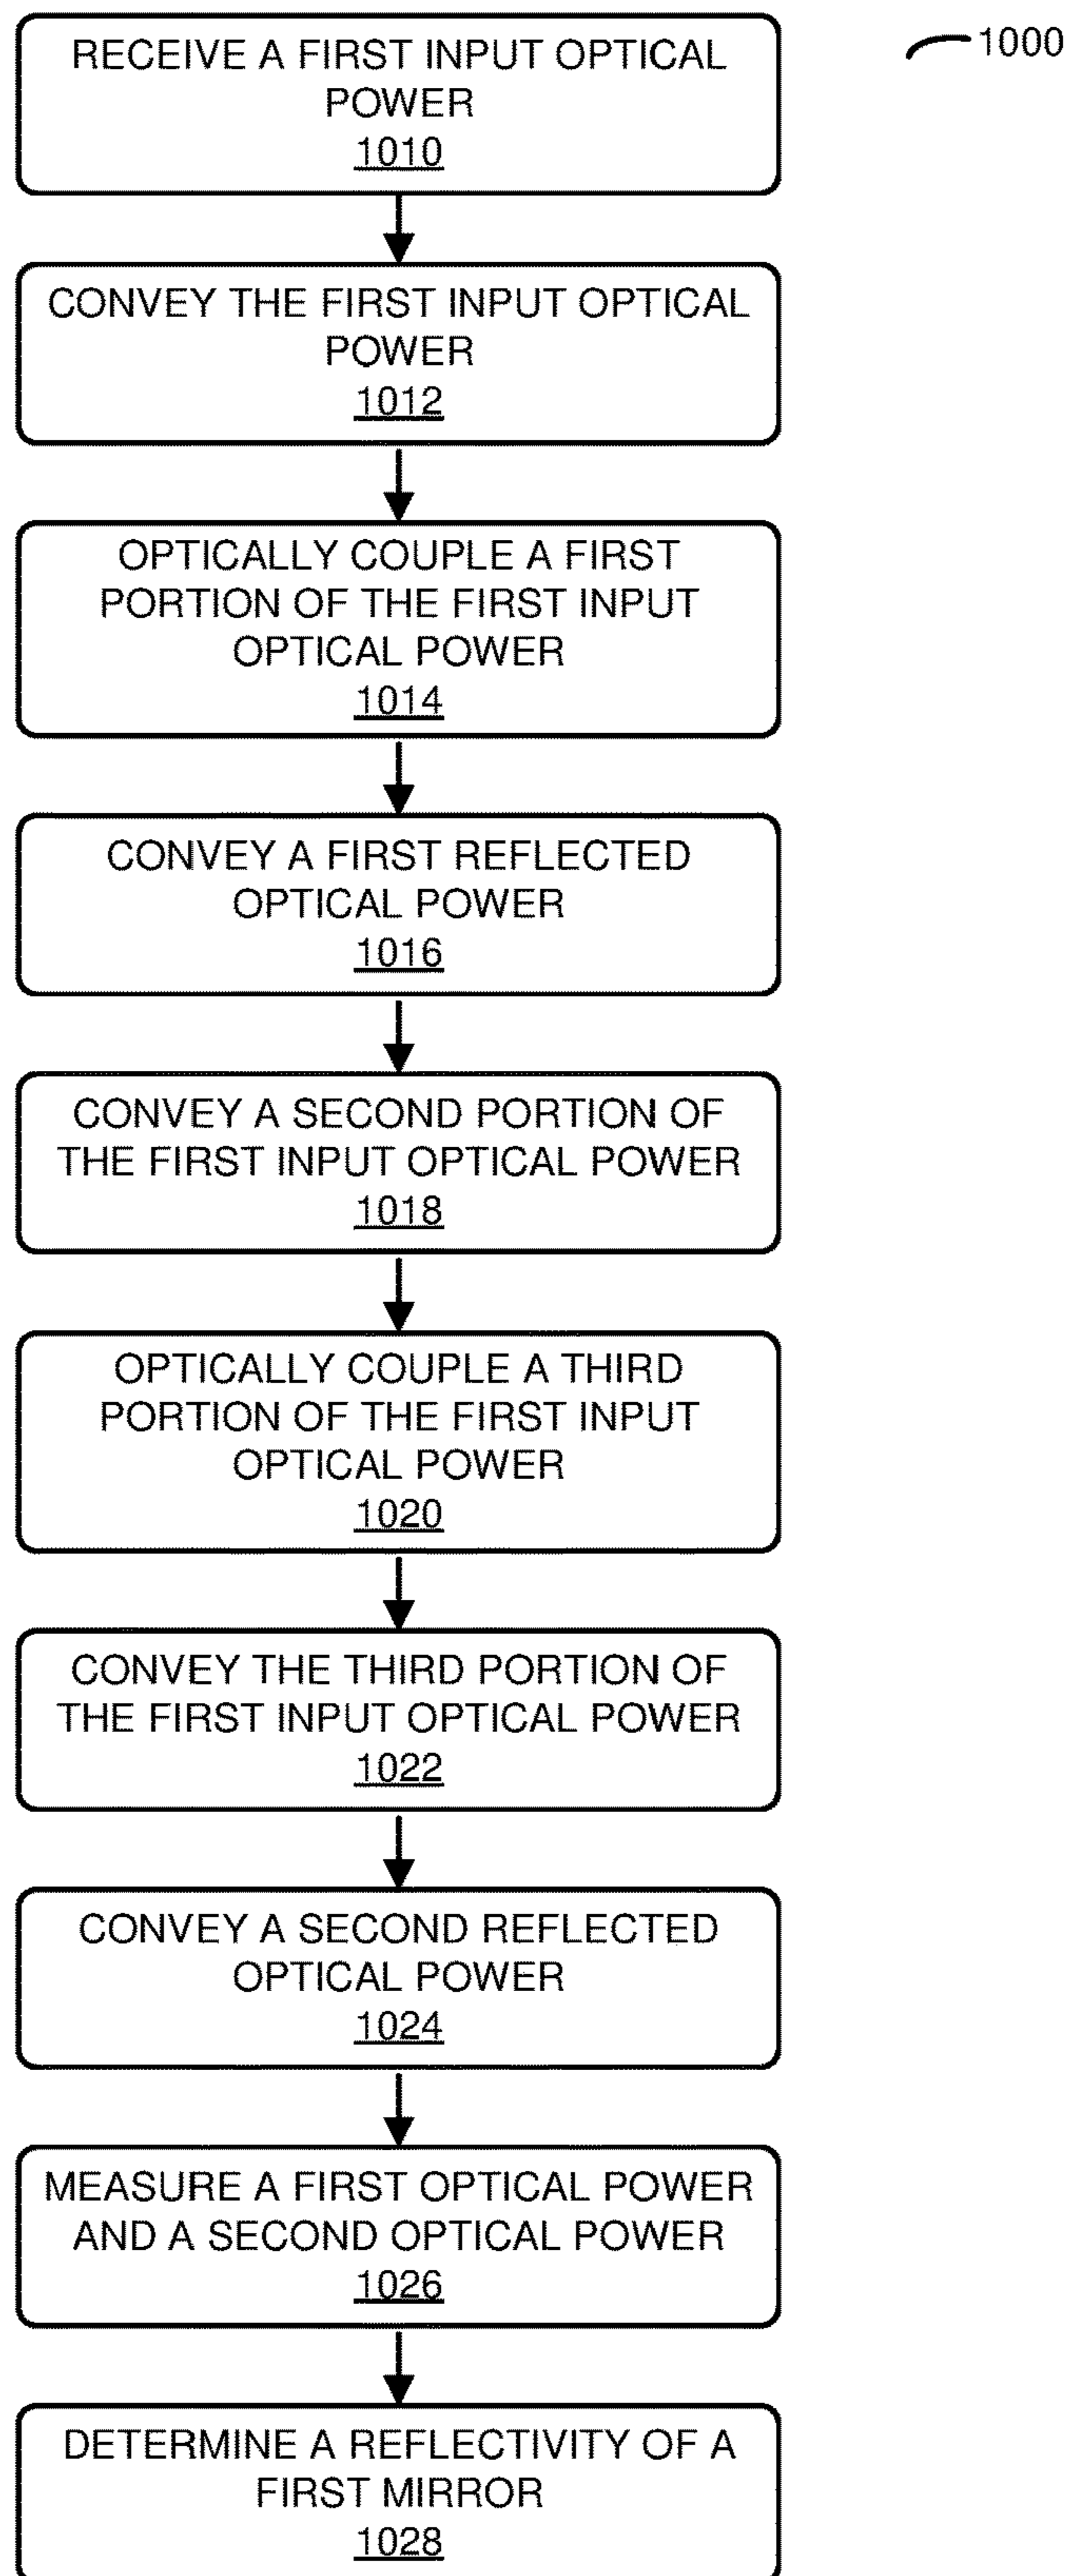 1000
RECEIVE A FIRST INPUT OPTICAL
POWER
1010
CONVEY THE FIRST INPUT OPTICAL
POWER
1012
OPTICALLY COUPLE A FIRST
PORTION OF THE FIRST INPUT
OPTICAL POWER
1014
CONVEY A FIRST REFLECTED
OPTICAL POWER
1016
CONVEY A SECOND PORTION OF
THE FIRST INPUT OPTICAL POWER
1018
OPTICALLY COUPLE A THIRD
PORTION OF THE FIRST INPUT
OPTICAL POWER
1020
CONVEY THE THIRD PORTION OF
THE FIRST INPUT OPTICAL POWER
1022
CONVEY A SECOND REFLECTED
OPTICAL POWER
1024
MEASURE A FIRST OPTICAL POWER
AND A SECOND OPTICAL POWER
1026
DETERMINE A REFLECTIVITY OF A
FIRST MIRROR
1028